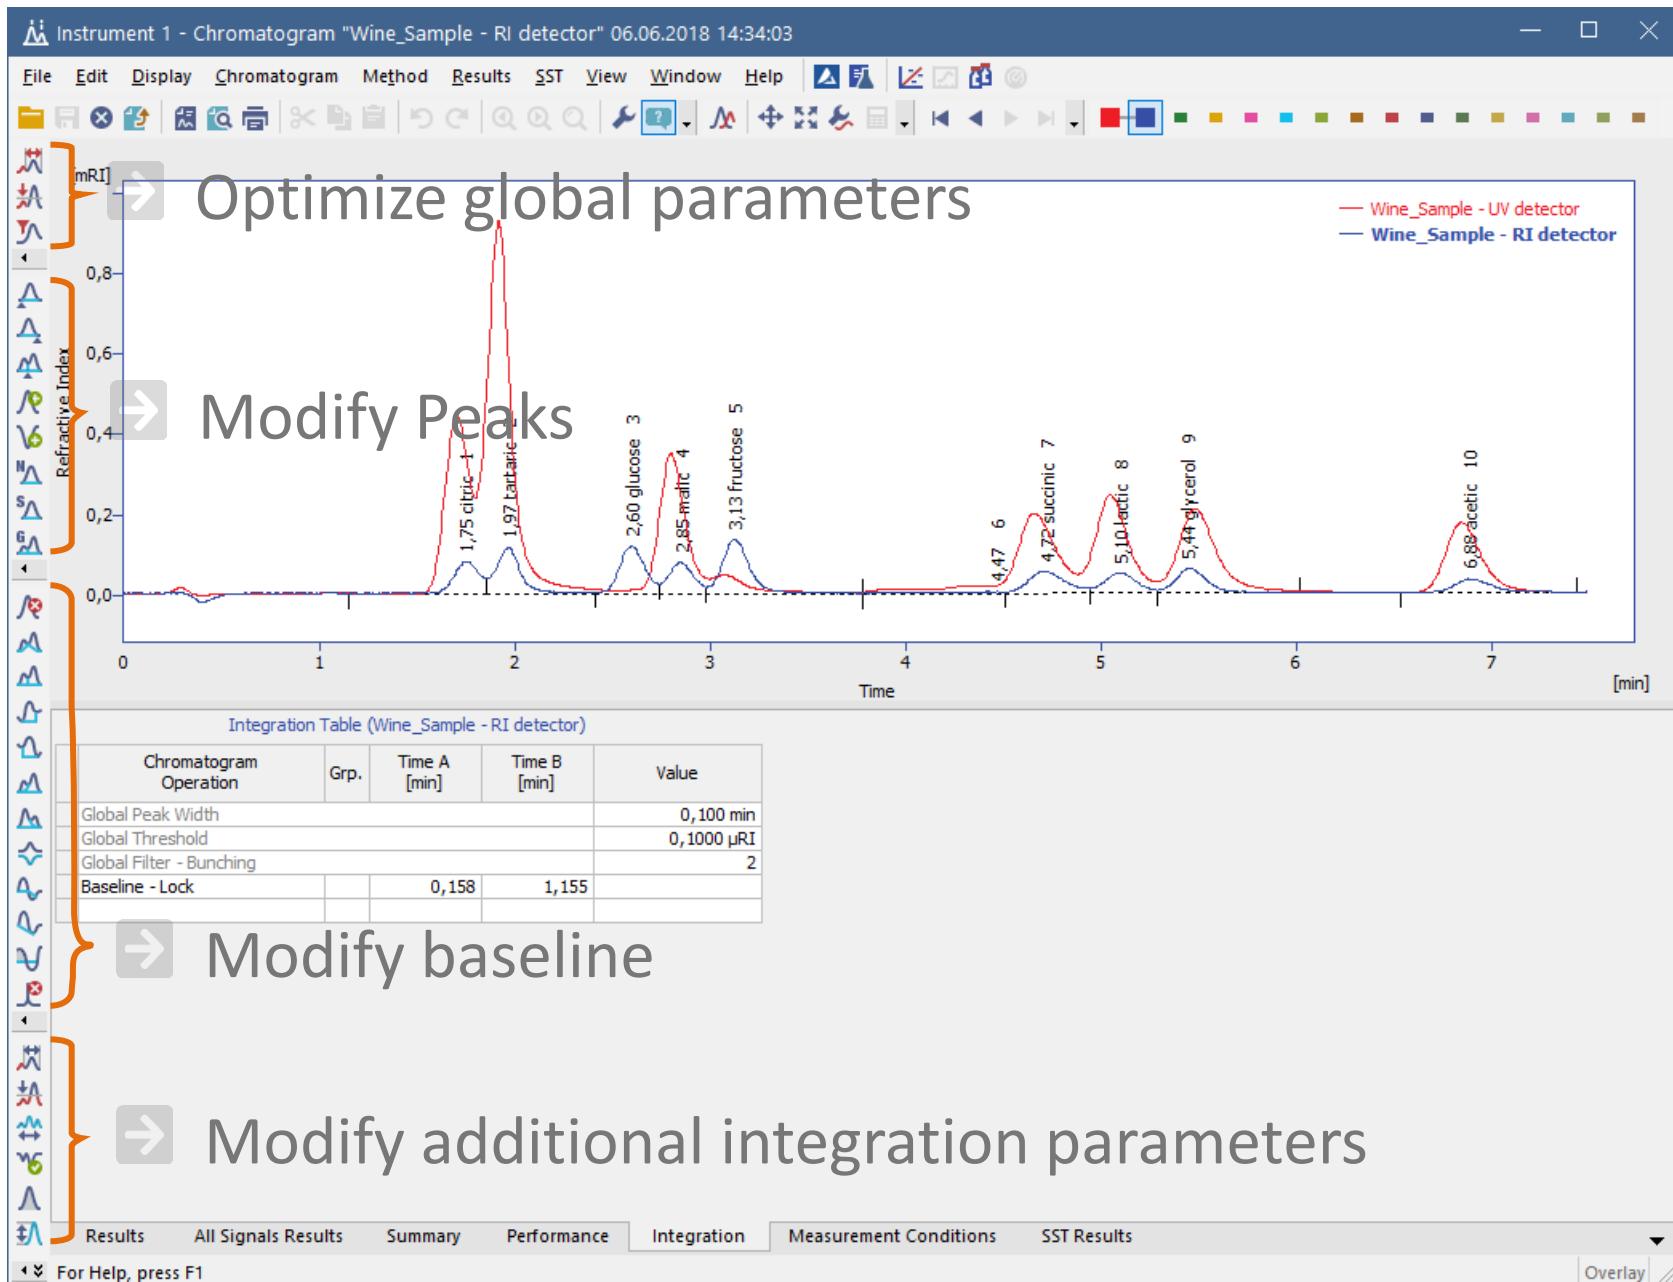 Instrument 1 - Chromatogram "Wine_Sample - RI detector" 06.06.2018 14:34:03
File Edit Display Chromatogram Method Results SST View Window Help
[mRI]
Optimize global parameters
Wine_Sample - UV detector
Wine_Sample - RI detector
0,8
0,6
0,4
0,2
0,0
Refractive Index
Modify Peaks
1,75 citric 1
1,97 tartaric 2
2,60 glucose 3
2,85 malic 4
3,13 fructose 5
4,47 6
4,72 succinic 7
5,10 lactic 8
5,44 glycerol 9
6,88 acetic 10
0 1 2 3 4 5 6 7
Time
[min]
Integration Table (Wine_Sample - RI detector)
Chromatogram Operation Grp. Time A [min] Time B [min] Value
Global Peak Width 0,100 min
Global Threshold 0,1000 µRI
Global Filter - Bunching 2
Baseline - Lock 0,158 1,155
Modify baseline
Modify additional integration parameters
Results All Signals Results Summary Performance Integration Measurement Conditions SST Results
For Help, press F1
Overlay